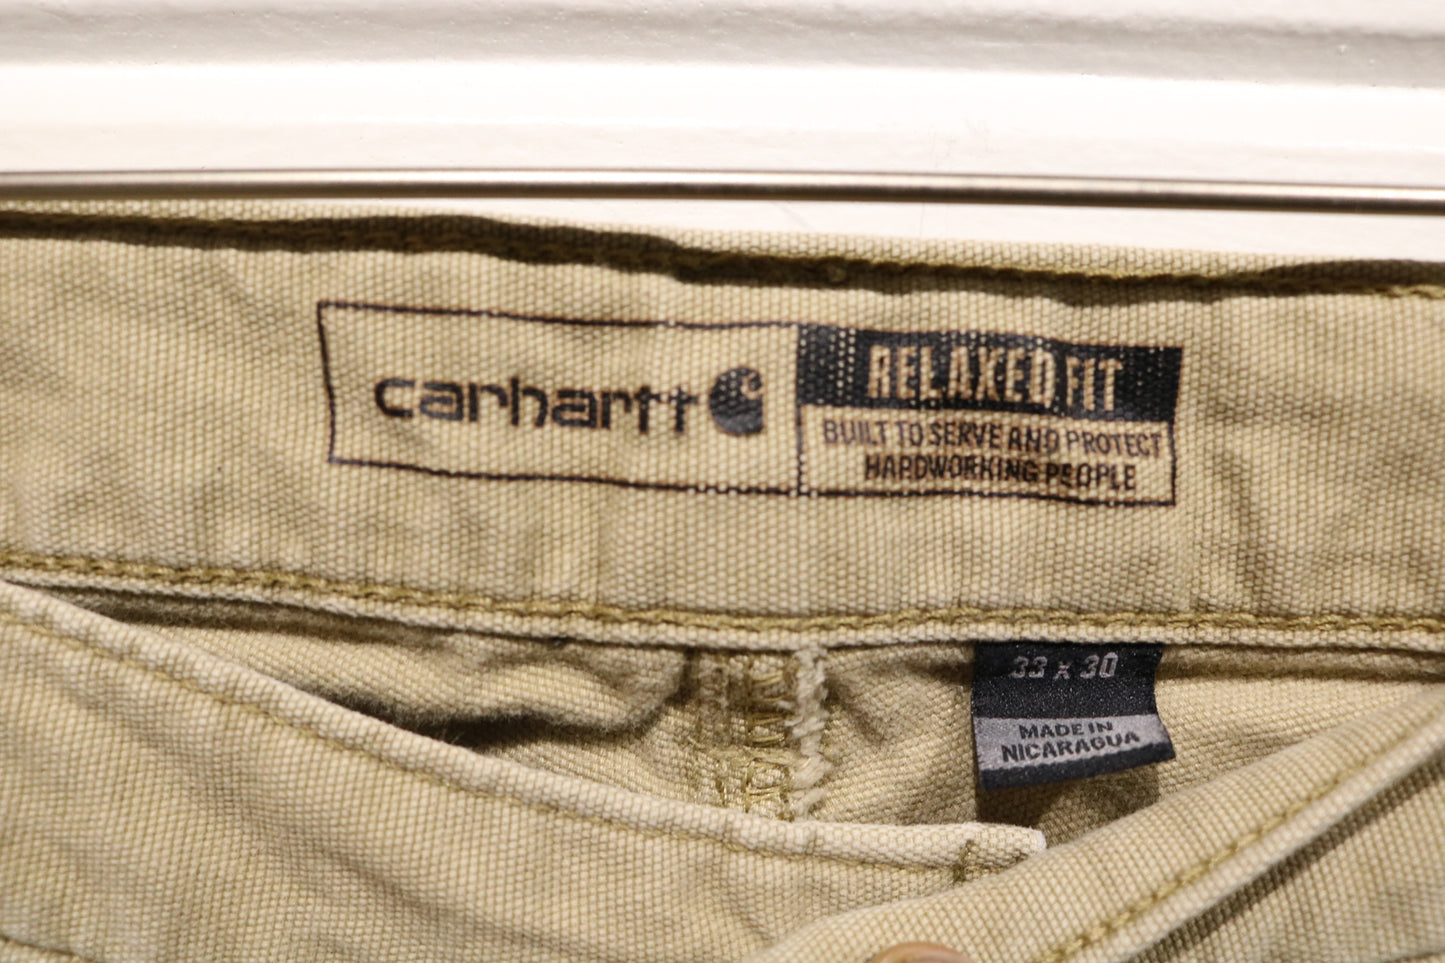 carhartt
RELAXED FIT
BUILT TO SERVE AND PROTECT
HARDWORKING PEOPLE
33 x 30
MADE IN
NICARAGUA